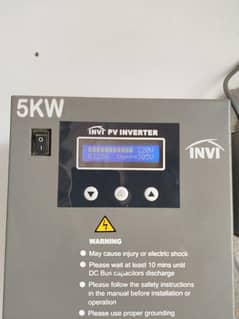 5KW
INVI PV INVERTER
INVI
WARNING
May cause injury or electric shock
Please wait at least 10 mins until
DC Bus capacitors discharge
Please follow the safety instructions
in the manual before installation or
operation
Please use proper grounding